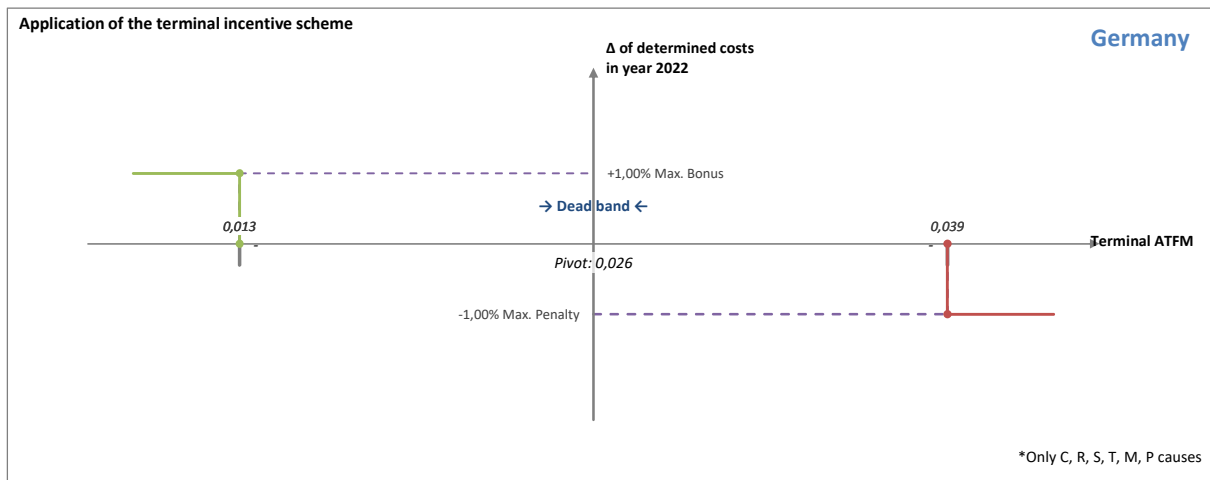 Application of the terminal incentive scheme
Germany
Δ of determined costs
in year 2022
+1,00% Max. Bonus
→ Dead band ←
0,013
0,039
Terminal ATFM
Pivot: 0,026
-1,00% Max. Penalty
*Only C, R, S, T, M, P causes